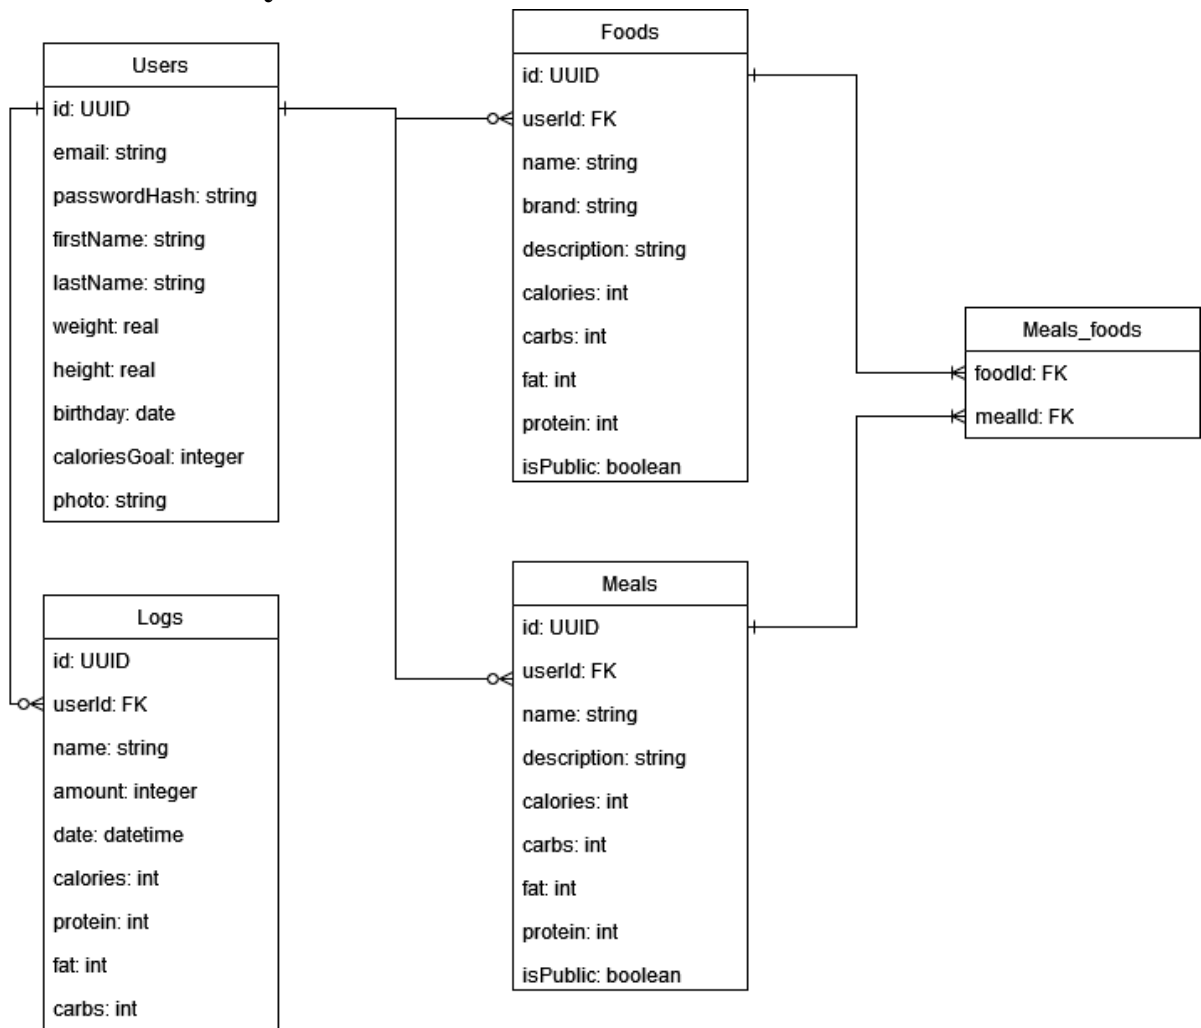 Users
id: UUID
email: string
passwordHash: string
firstName: string
lastName: string
weight: real
height: real
birthday: date
caloriesGoal: integer
photo: string
Logs
id: UUID
userId: FK
name: string
amount: integer
date: datetime
calories: int
protein: int
fat: int
carbs: int
Foods
id: UUID
userId: FK
name: string
brand: string
description: string
calories: int
carbs: int
fat: int
protein: int
isPublic: boolean
Meals
id: UUID
userId: FK
name: string
description: string
calories: int
carbs: int
fat: int
protein: int
isPublic: boolean
Meals_foods
foodId: FK
mealId: FK